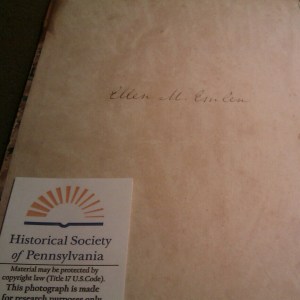 Ellen M. Emlen
Historical Society
of Pennsylvania
Material may be protected by
copyright law (Title 17 U.S.Code).
This photograph is made
for research purposes only